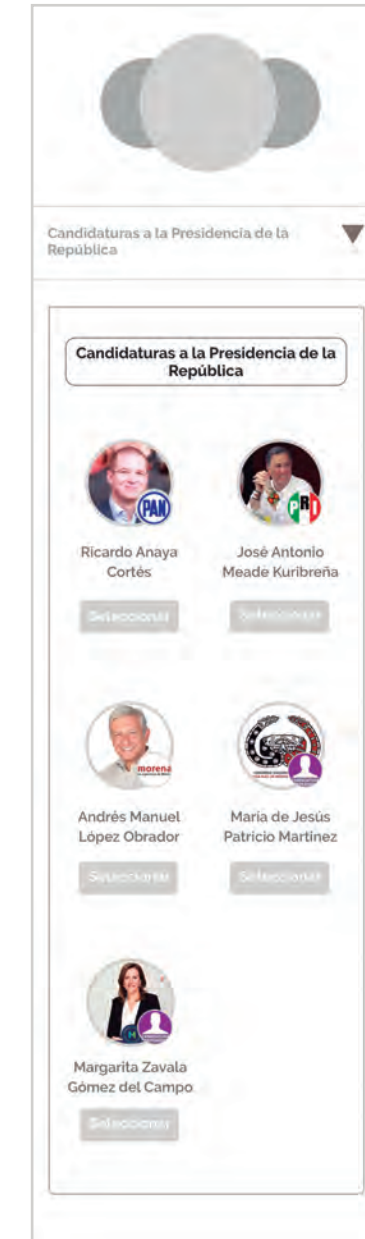 Candidaturas a la Presidencia de la
República
Candidaturas a la Presidencia de la
República
PAN
PRI
Ricardo Anaya
Cortés
José Antonio
Meade Kuribreña
Seleccionar
Seleccionar
morena
Andrés Manuel
López Obrador
María de Jesús
Patricio Martinez
Seleccionar
Seleccionar
H
Margarita Zavala
Gómez del Campo
Seleccionar